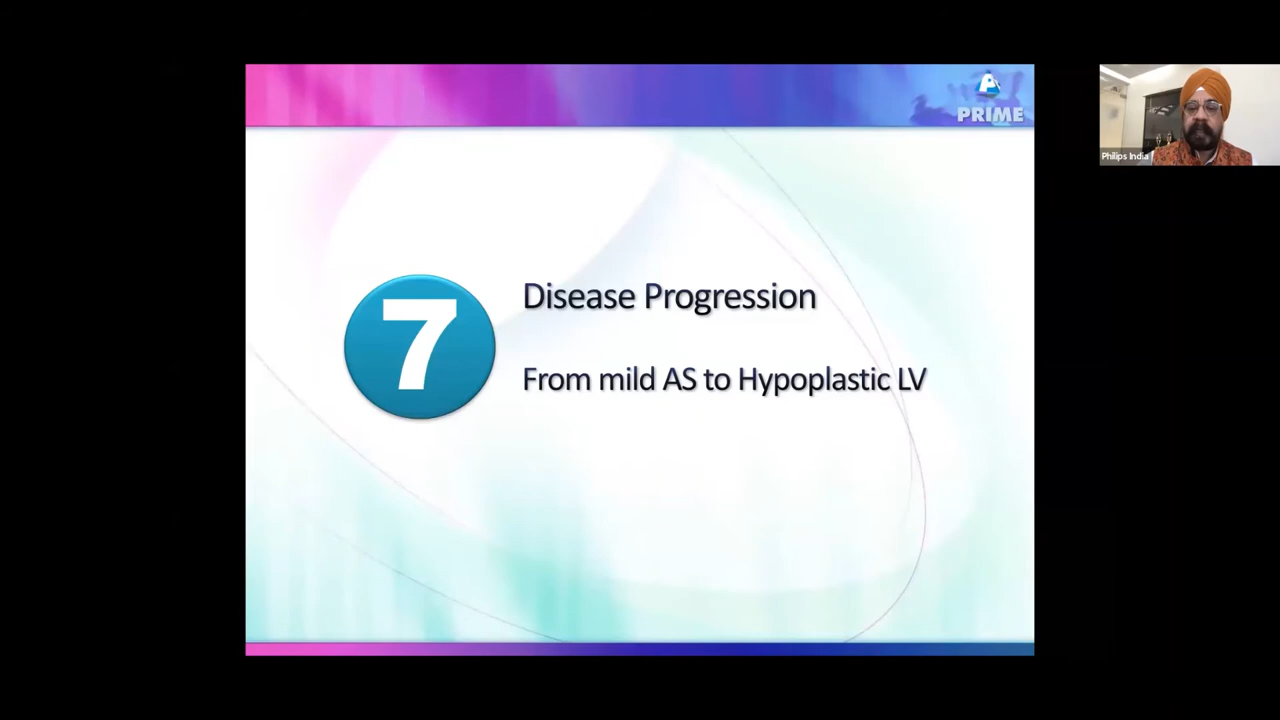 PRIME
Philips India
7
Disease Progression
From mild AS to Hypoplastic LV